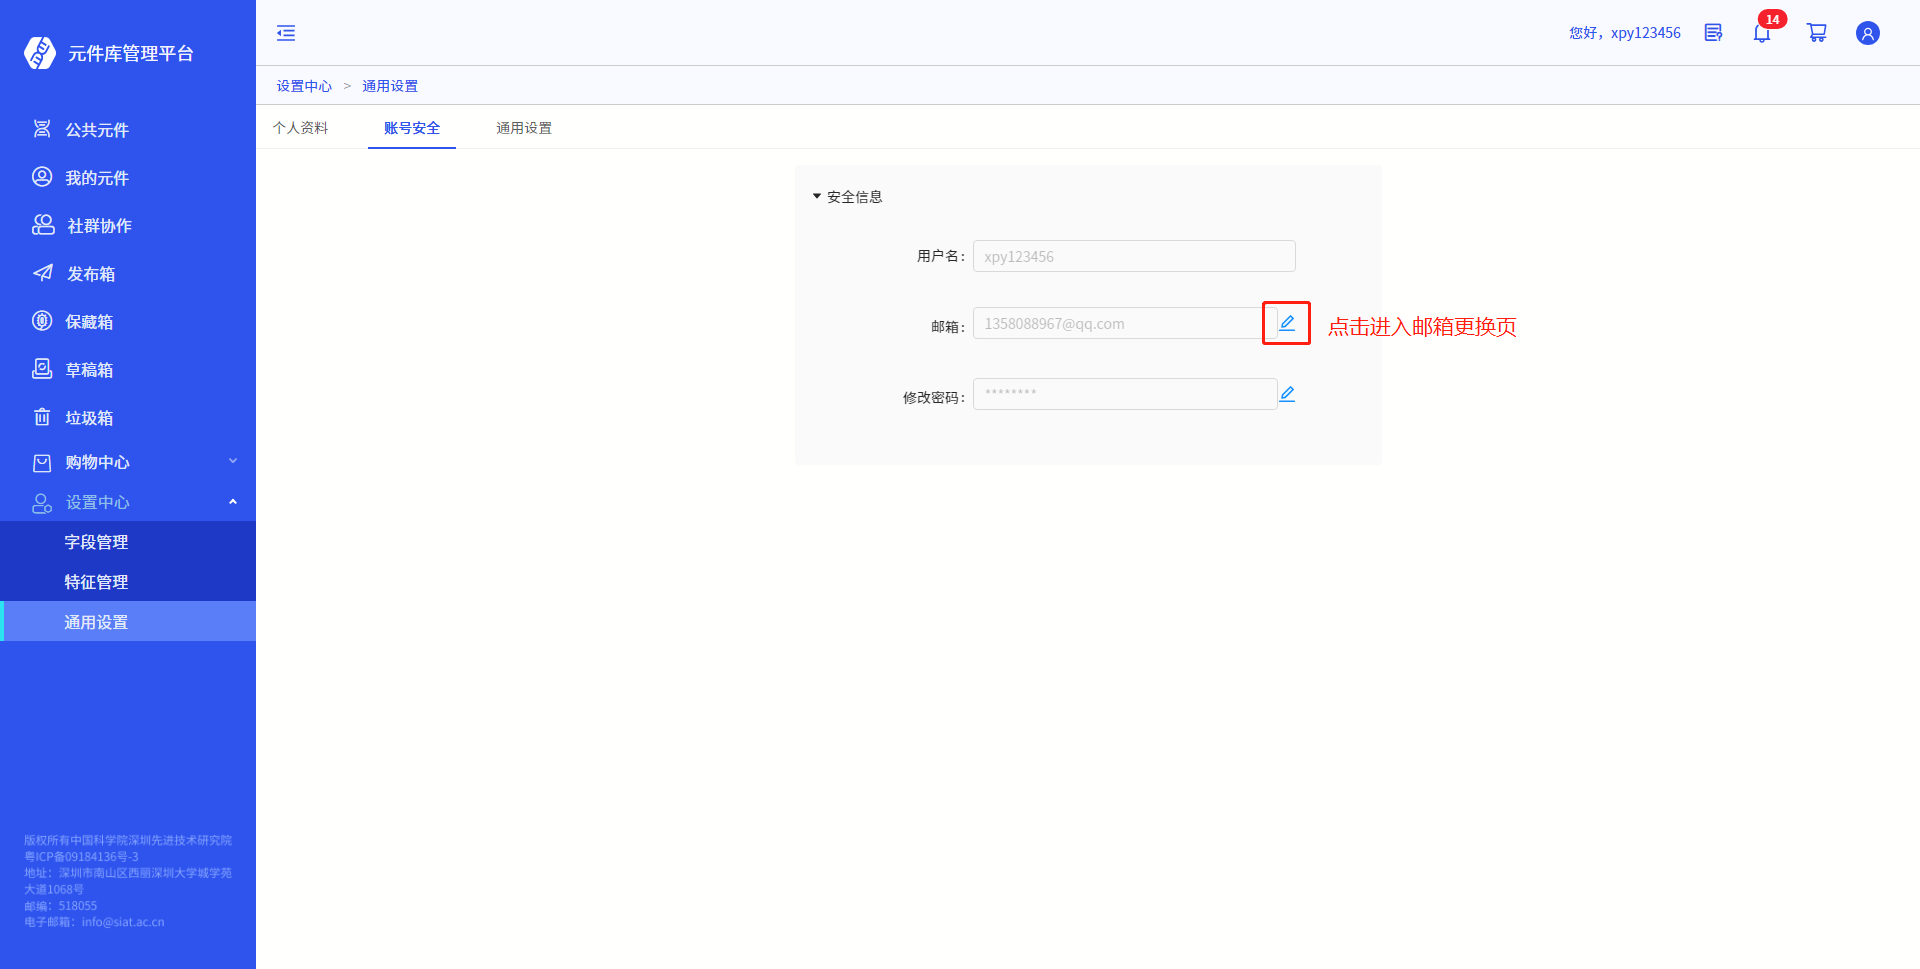 元件库管理平台
公共元件
我的元件
社群协作
发布箱
保藏箱
草稿箱
垃圾箱
购物中心
设置中心
字段管理
特征管理
通用设置
版权所有中国科学院深圳先进技术研究院
粤ICP备09184136号-3
地址：深圳市南山区西丽深圳大学城学苑
大道1068号
邮编：518055
电子邮箱：info@siat.ac.cn
您好，xpy123456
14
设置中心 > 通用设置
个人资料 账号安全 通用设置
安全信息
用户名： xpy123456
邮箱： 1358088967@qq.com
点击进入邮箱更换页
修改密码： ********